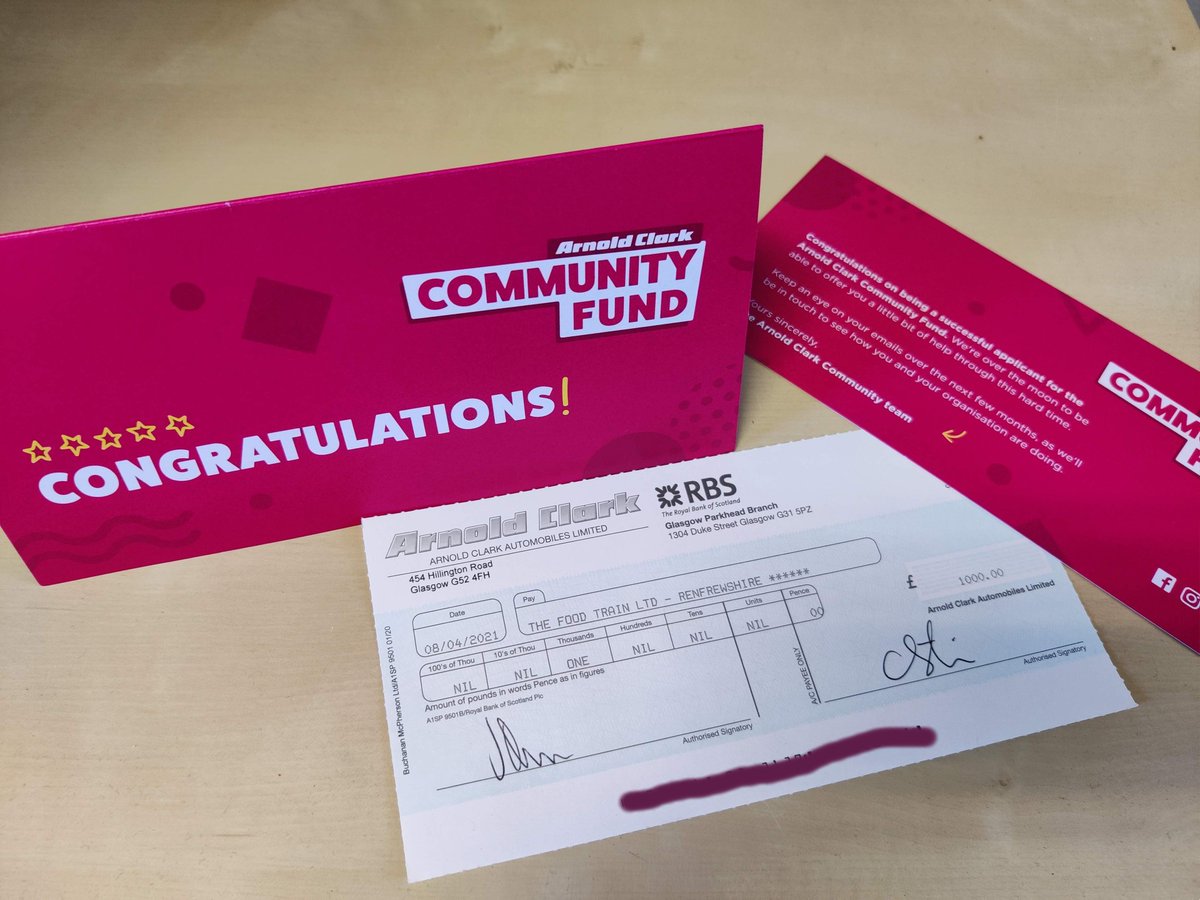 Arnold Clark
COMMUNITY
FUND
CONGRATULATIONS!
Congratulations on being a successful applicant for the
Arnold Clark Community Fund. We're over the moon to be
able to offer you a little bit of help through this hard time.
Keep an eye on your emails over the next few months, as we'll
be in touch to see how you and your organisation are doing.
Yours sincerely,
Arnold Clark Community team
Arnold Clark
ARNOLD CLARK AUTOMOBILES LIMITED
454 Hillington Road
Glasgow G52 4FH
RBS
The Royal Bank of Scotland
Glasgow Parkhead Branch
1304 Duke Street Glasgow G31 5PZ
Date
08/04/2021
Pay
THE FOOD TRAIN LTD - RENFREWSHIRE ******
£ 1000.00
100's of Thou 10's of Thou Thousands Hundreds Tens Units Pence
NIL NIL ONE NIL NIL NIL 00
Amount of pounds in words Pence as in figures
A1SP 9501B/Royal Bank of Scotland Plc
Buchanan McPherson Ltd/A1SP 9501 01/20
A/C PAYEE ONLY
Arnold Clark Automobiles Limited
Authorised Signatory
Authorised Signatory